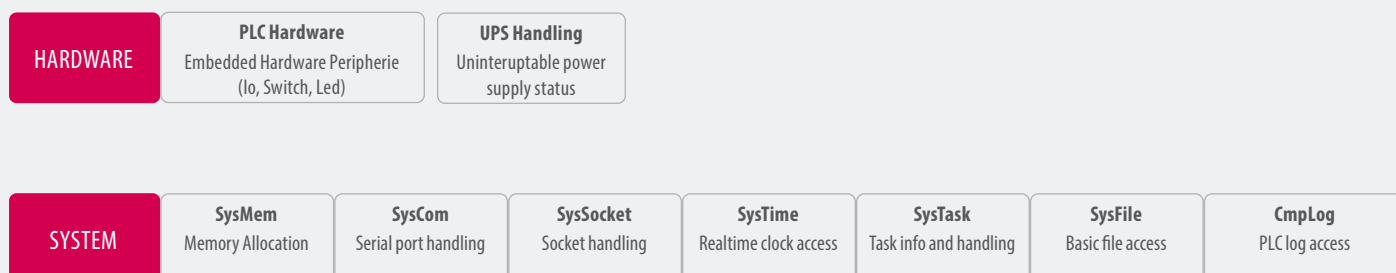 HARDWARE
PLC Hardware
Embedded Hardware Peripherie
(Io, Switch, Led)
UPS Handling
Uninteruptable power
supply status
SYSTEM
SysMem
Memory Allocation
SysCom
Serial port handling
SysSocket
Socket handling
SysTime
Realtime clock access
SysTask
Task info and handling
SysFile
Basic file access
CmpLog
PLC log access